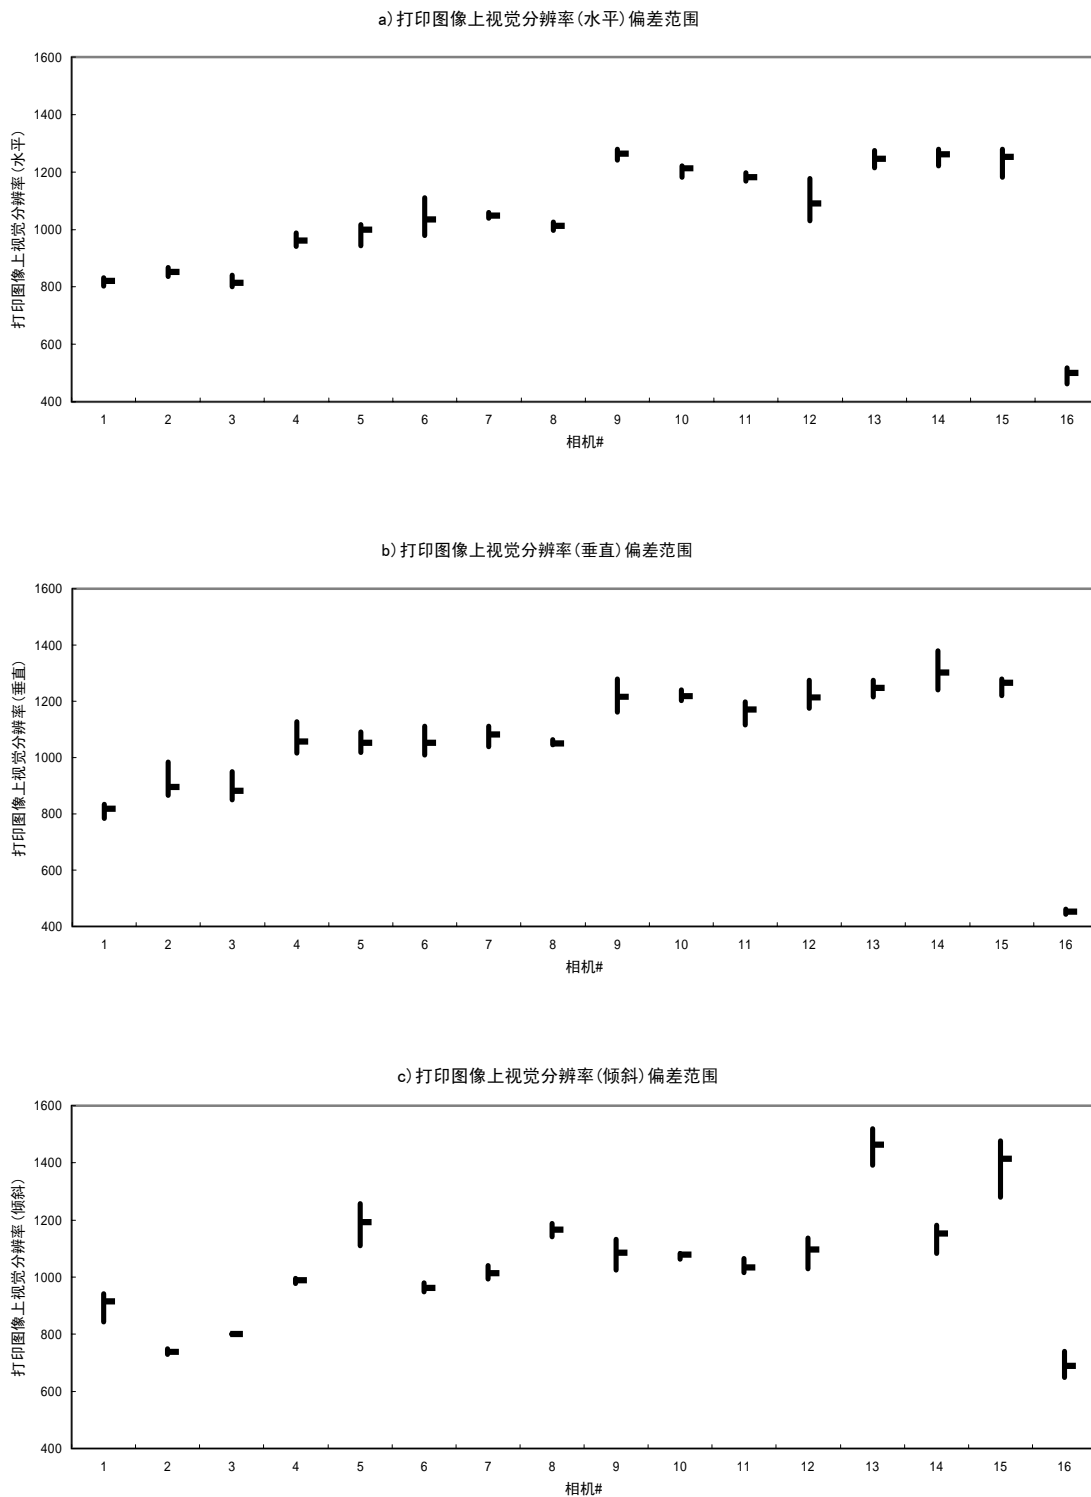 a)打印图像上视觉分辨率(水平)偏差范围
打印图像上视觉分辨率(水平)
1600
1400
1200
1000
800
600
400
1 2 3 4 5 6 7 8 9 10 11 12 13 14 15 16
相机#
b)打印图像上视觉分辨率(垂直)偏差范围
打印图像上视觉分辨率(垂直)
1600
1400
1200
1000
800
600
400
1 2 3 4 5 6 7 8 9 10 11 12 13 14 15 16
相机#
c)打印图像上视觉分辨率(倾斜)偏差范围
打印图像上视觉分辨率(倾斜)
1600
1400
1200
1000
800
600
400
1 2 3 4 5 6 7 8 9 10 11 12 13 14 15 16
相机#